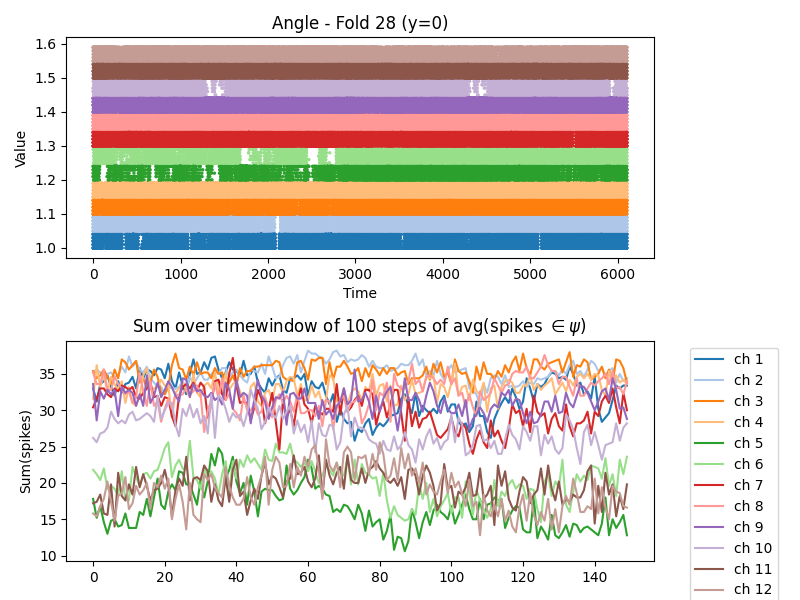 Angle - Fold 28 (y=0)
Value
1.6
1.5
1.4
1.3
1.2
1.1
1.0
0 1000 2000 3000 4000 5000 6000
Time
Sum over timewindow of 100 steps of avg(spikes ∈ ψ)
Sum(spikes)
35
30
25
20
15
10
0 20 40 60 80 100 120 140
ch 1
ch 2
ch 3
ch 4
ch 5
ch 6
ch 7
ch 8
ch 9
ch 10
ch 11
ch 12